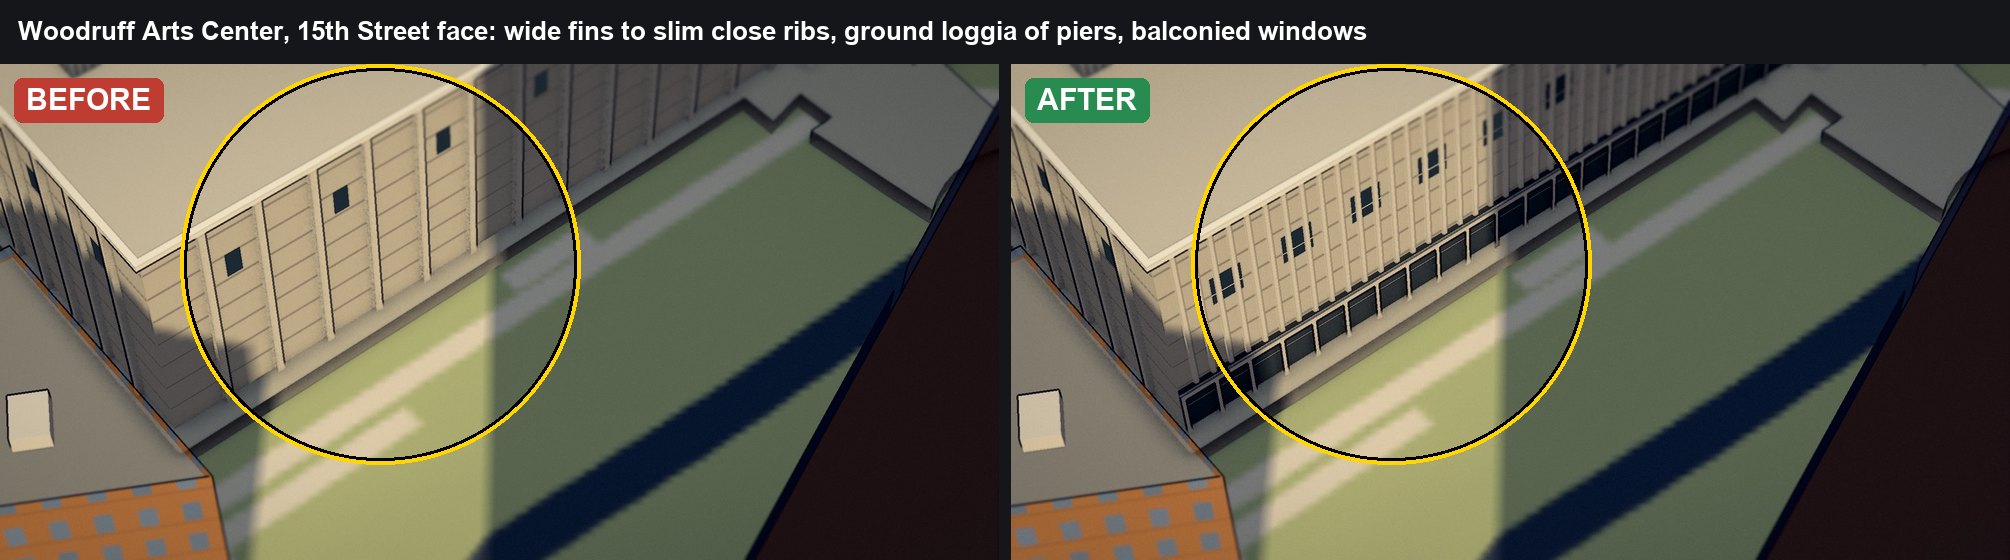 Woodruff Arts Center, 15th Street face: wide fins to slim close ribs, ground loggia of piers, balconied windows
BEFORE
AFTER